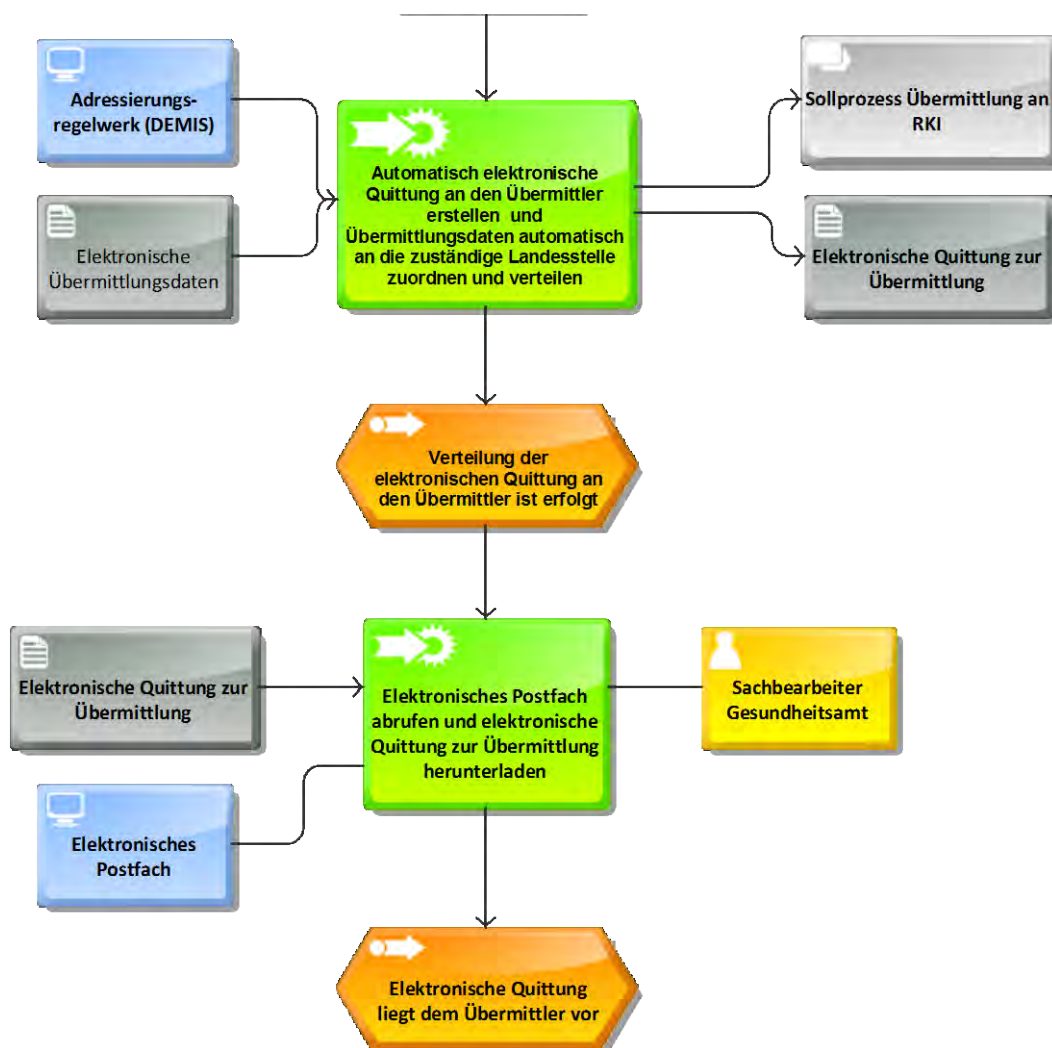 Adressierungs-
regelwerk (DEMIS)
Elektronische
Übermittlungsdaten
Automatisch elektronische
Quittung an den Übermittler
erstellen und
Übermittlungsdaten automatisch
an die zuständige Landesstelle
zuordnen und verteilen
Sollprozess Übermittlung an
RKI
Elektronische Quittung zur
Übermittlung
Verteilung der
elektronischen Quittung an
den Übermittler ist erfolgt
Elektronische Quittung zur
Übermittlung
Elektronisches
Postfach
Elektronisches Postfach
abrufen und elektronische
Quittung zur Übermittlung
herunterladen
Sachbearbeiter
Gesundheitsamt
Elektronische Quittung
liegt dem Übermittler vor